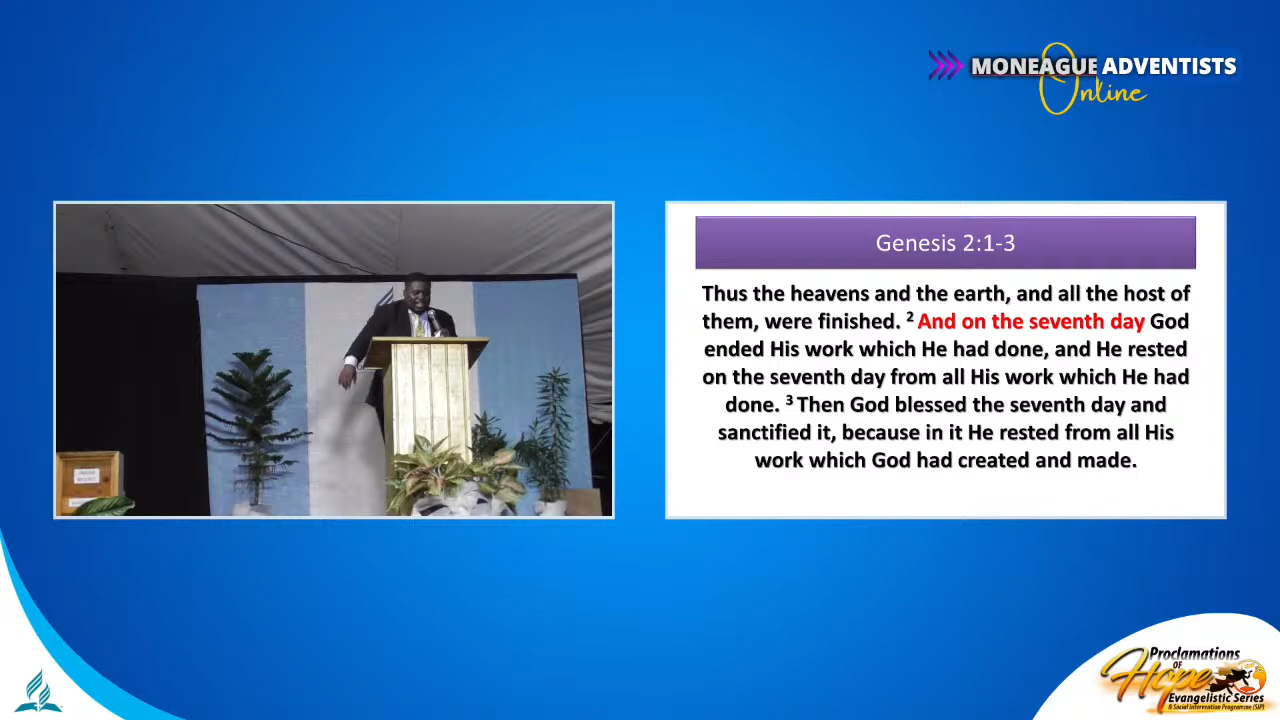 MONEAGUE ADVENTISTS
Online
Genesis 2:1-3
Thus the heavens and the earth, and all the host of
them, were finished. 2 And on the seventh day God
ended His work which He had done, and He rested
on the seventh day from all His work which He had
done. 3 Then God blessed the seventh day and
sanctified it, because in it He rested from all His
work which God had created and made.
Proclamations
OF
Hope
Evangelistic Series
& Social Intervention Programme (SIP)